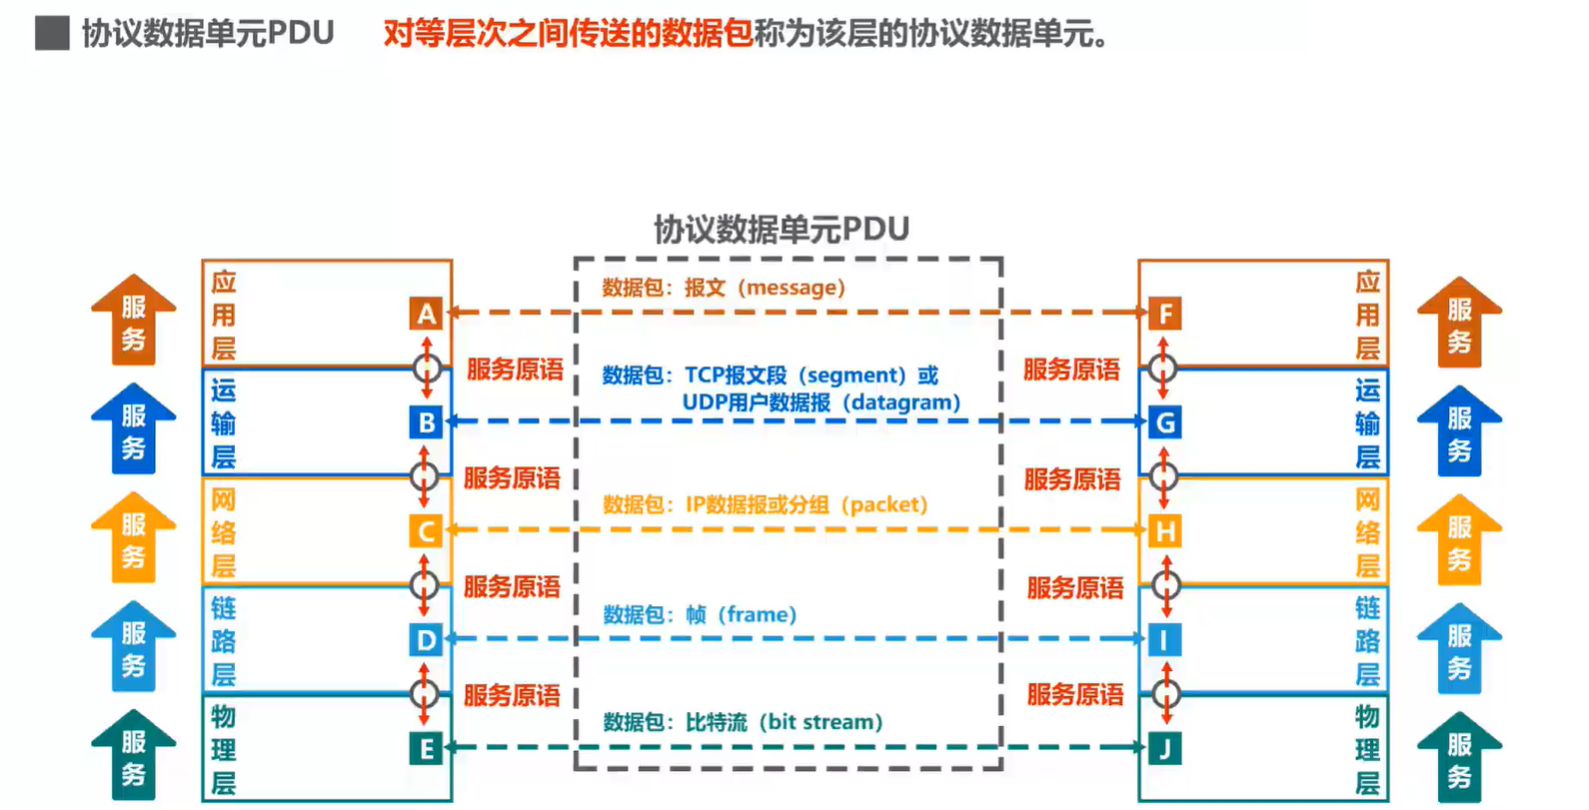 协议数据单元PDU 对等层次之间传送的数据包称为该层的协议数据单元。
协议数据单元PDU
服务
应用层
A
数据包：报文（message）
F
应用层
服务
服务原语
服务原语
服务
运输层
B
数据包：TCP报文段（segment）或
UDP用户数据报（datagram）
G
运输层
服务
服务原语
服务原语
服务
网络层
C
数据包：IP数据报或分组（packet）
H
网络层
服务
服务原语
服务原语
服务
链路层
D
数据包：帧（frame）
I
链路层
服务
服务原语
服务原语
服务
物理层
E
数据包：比特流（bit stream）
J
物理层
服务